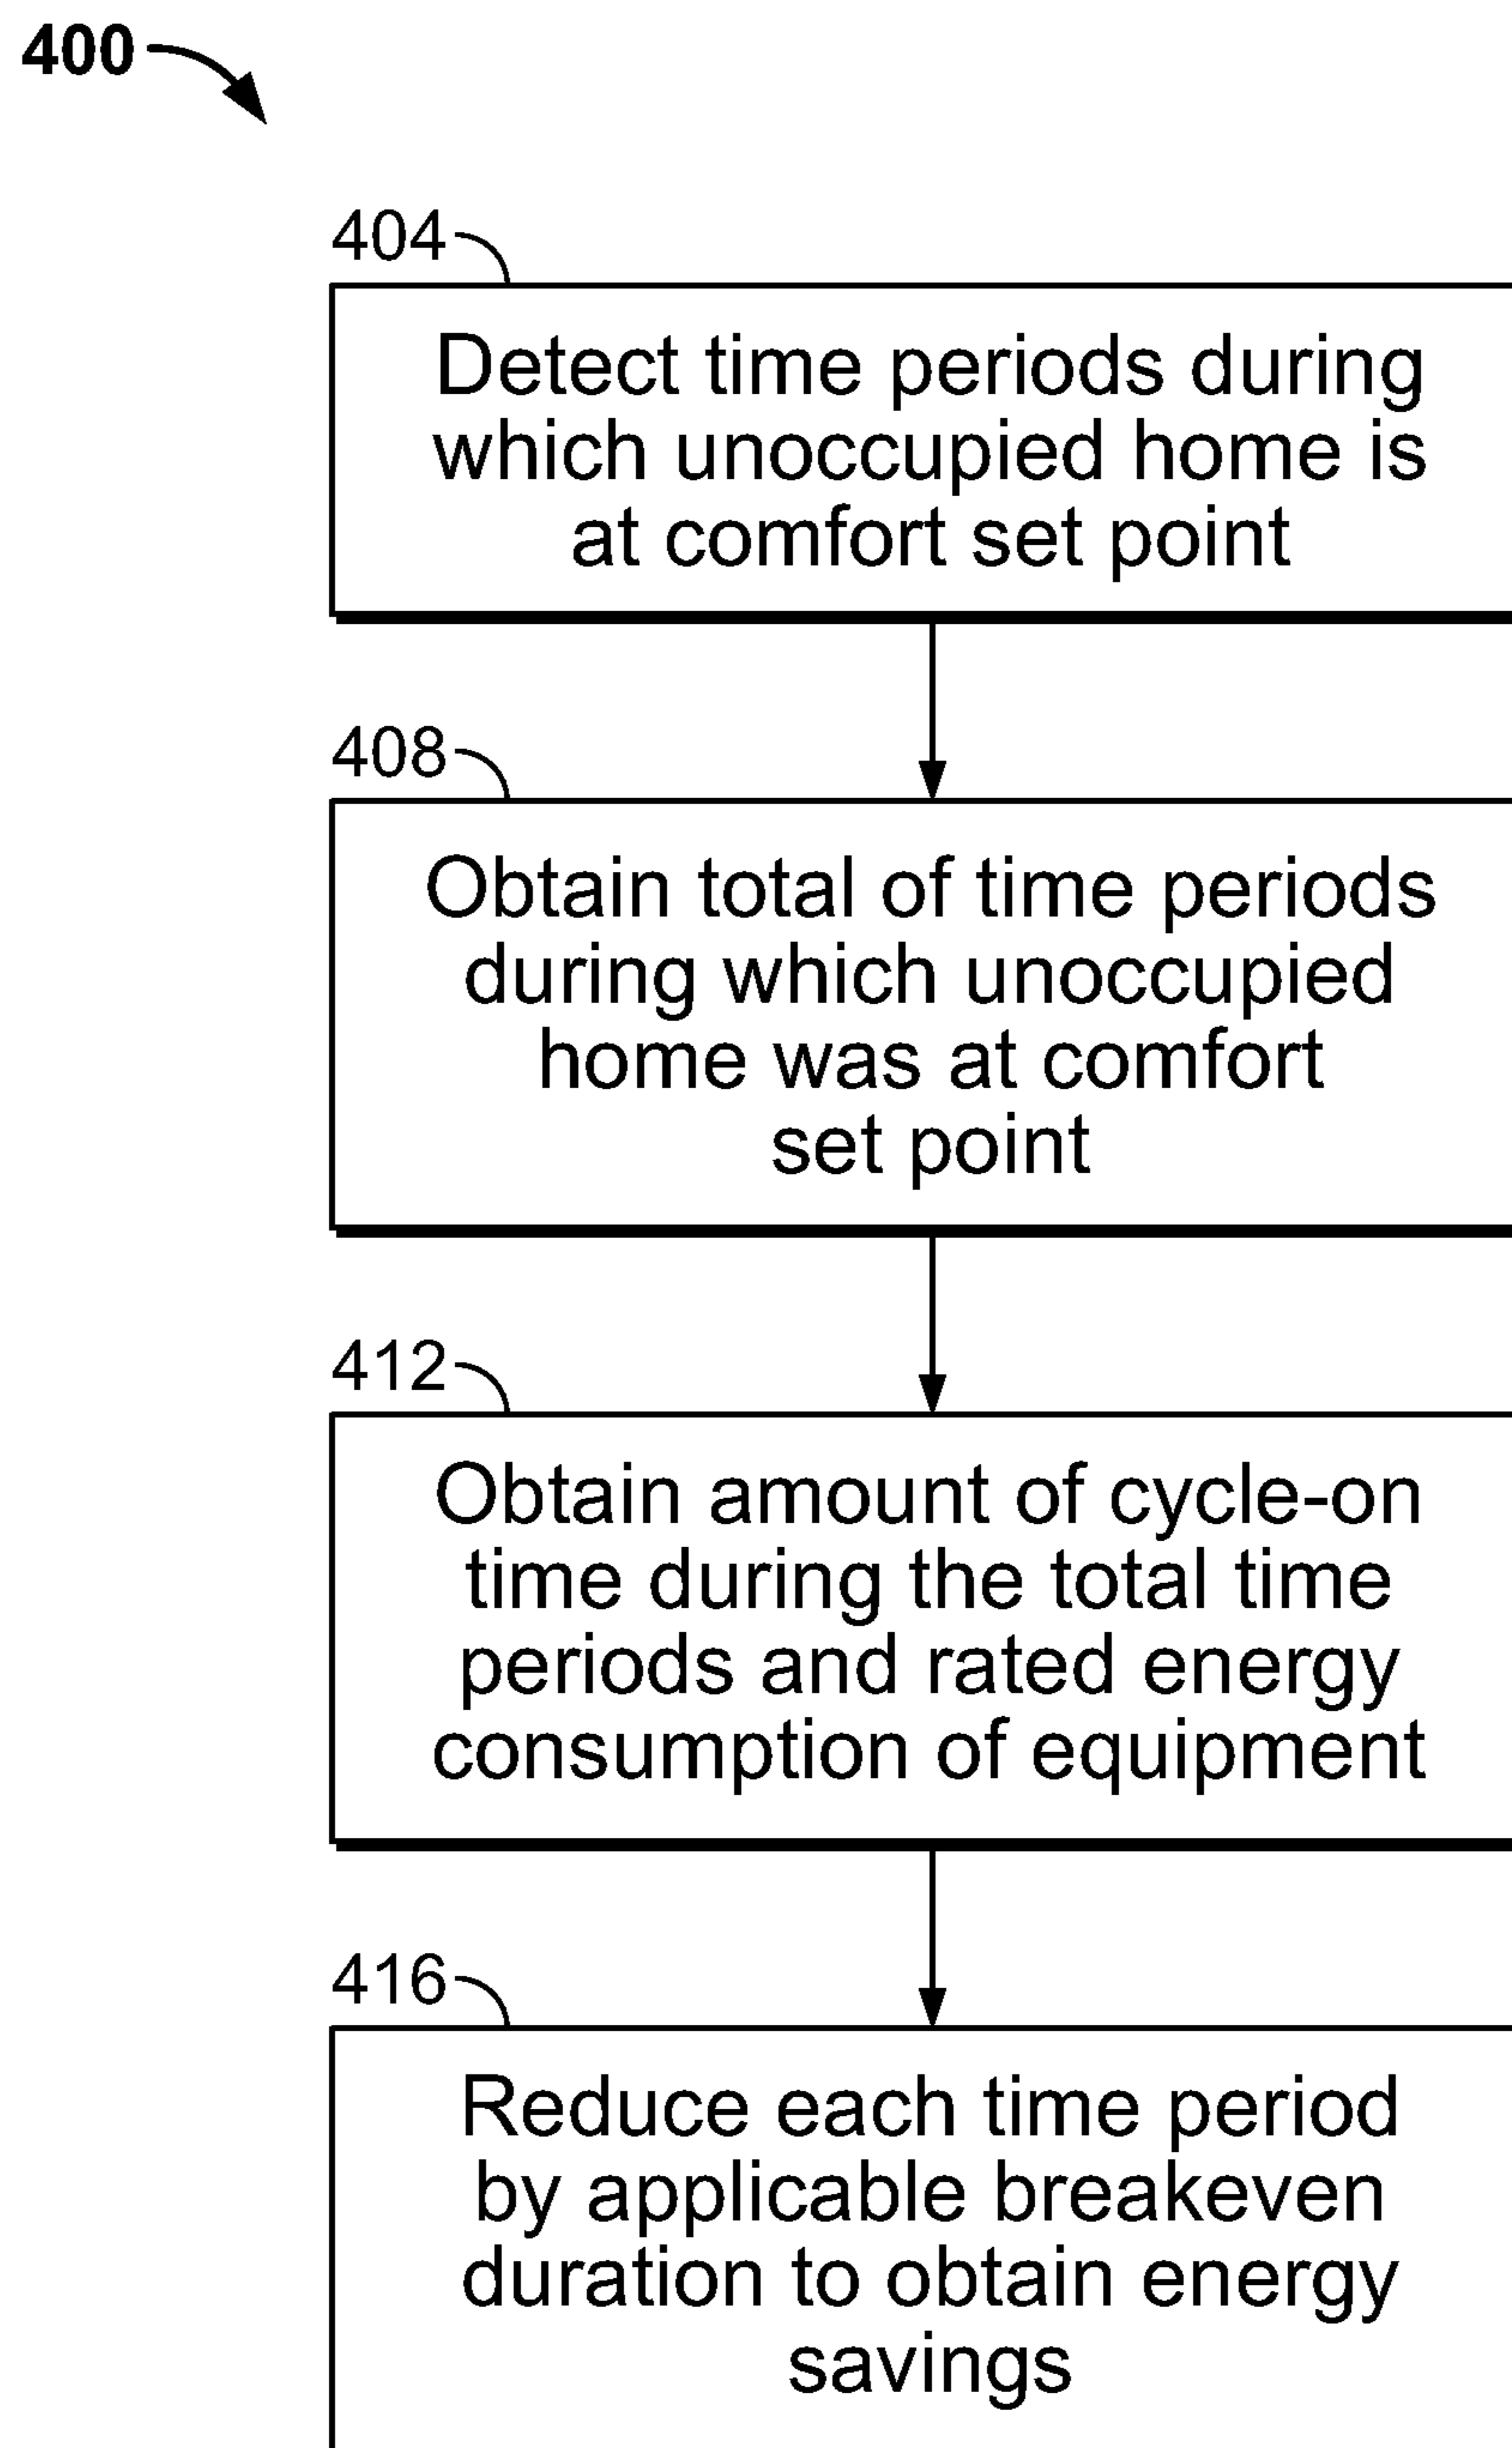 400
404
Detect time periods during
which unoccupied home is
at comfort set point
408
Obtain total of time periods
during which unoccupied
home was at comfort
set point
412
Obtain amount of cycle-on
time during the total time
periods and rated energy
consumption of equipment
416
Reduce each time period
by applicable breakeven
duration to obtain energy
savings